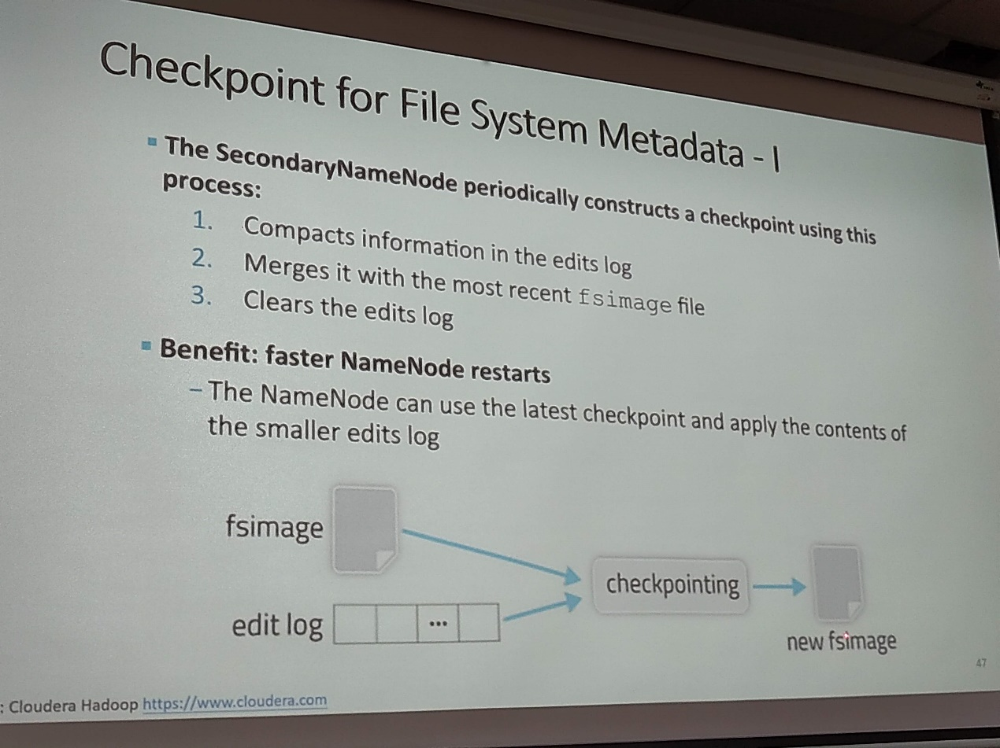 Checkpoint for File System Metadata - I
▪ The SecondaryNameNode periodically constructs a checkpoint using this
process:
1. Compacts information in the edits log
2. Merges it with the most recent fsimage file
3. Clears the edits log
▪ Benefit: faster NameNode restarts
– The NameNode can use the latest checkpoint and apply the contents of
the smaller edits log
fsimage
checkpointing
edit log
...
new fsimage
47
: Cloudera Hadoop https://www.cloudera.com